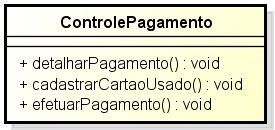 ControlePagamento
+ detalharPagamento() : void
+ cadastrarCartaoUsado() : void
+ efetuarPagamento() : void